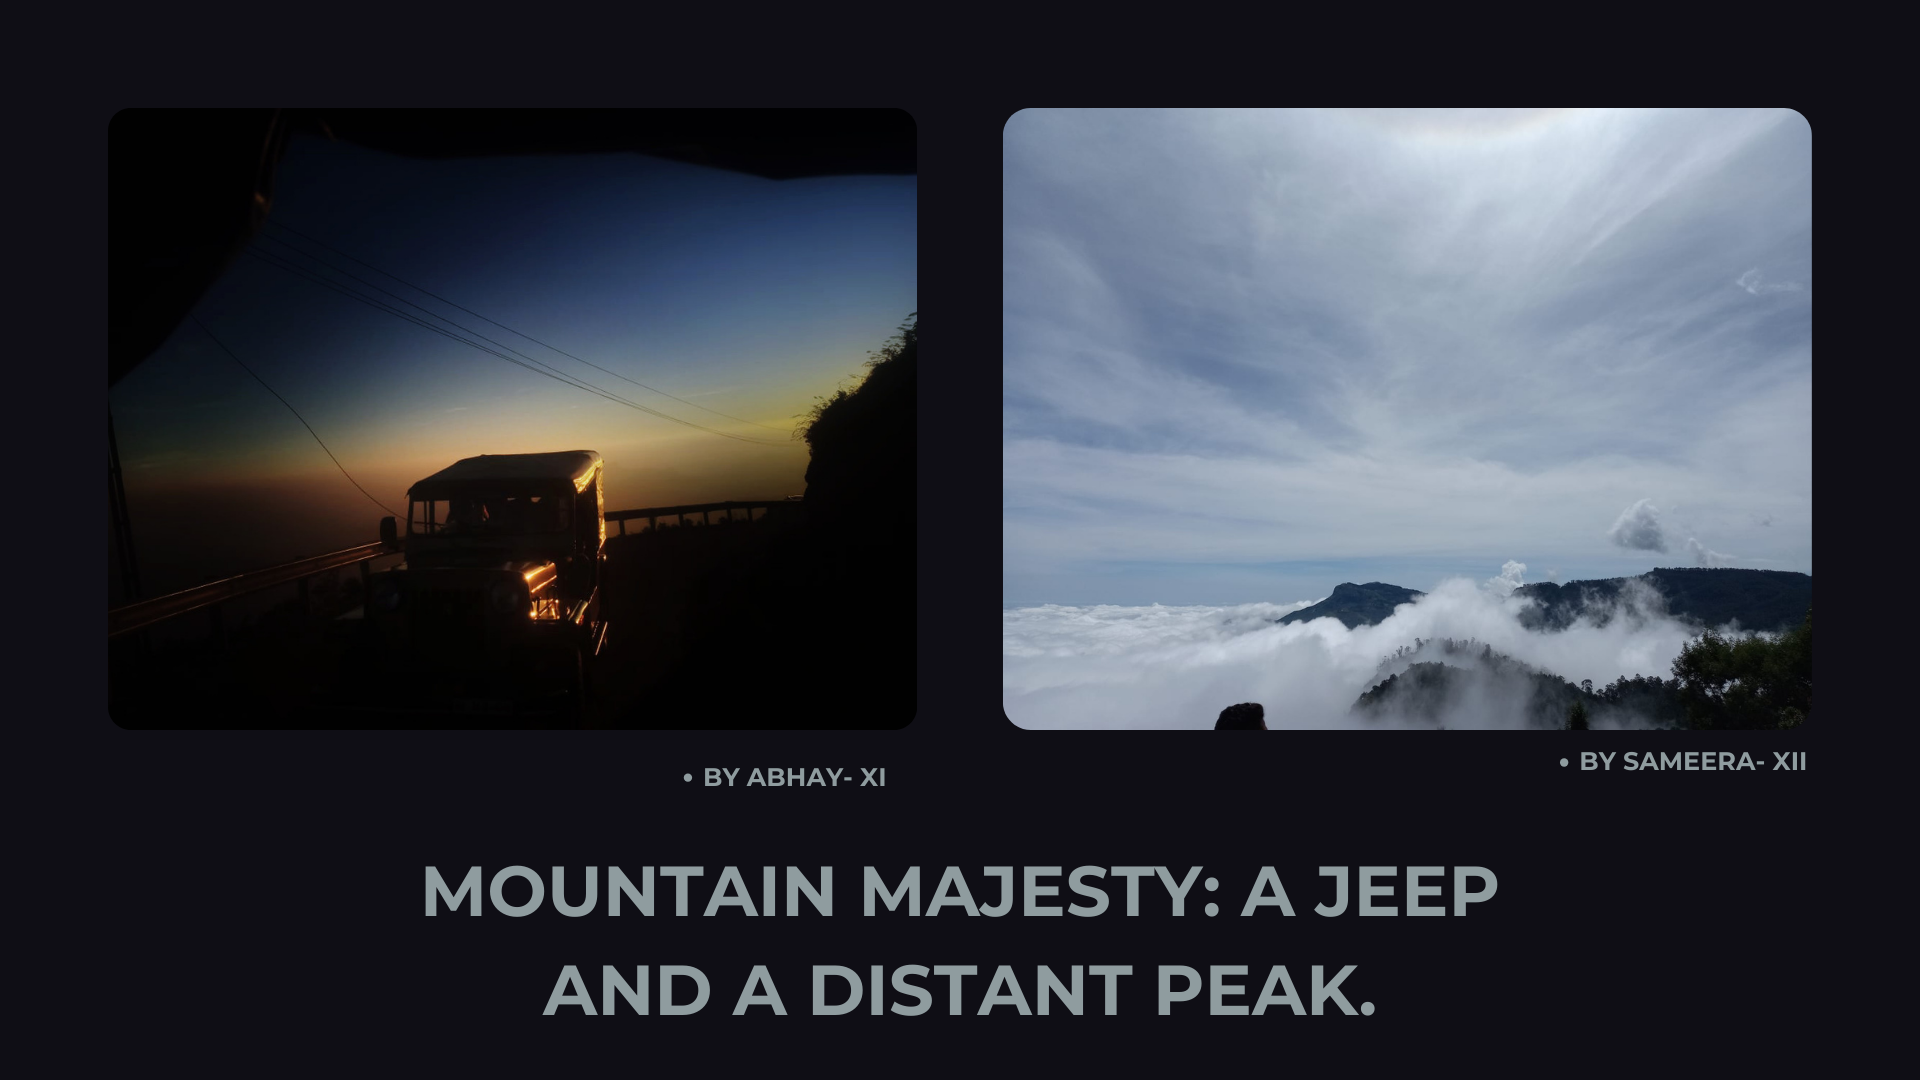 • BY ABHAY- XI
• BY SAMEERA- XII
MOUNTAIN MAJESTY: A JEEP
AND A DISTANT PEAK.